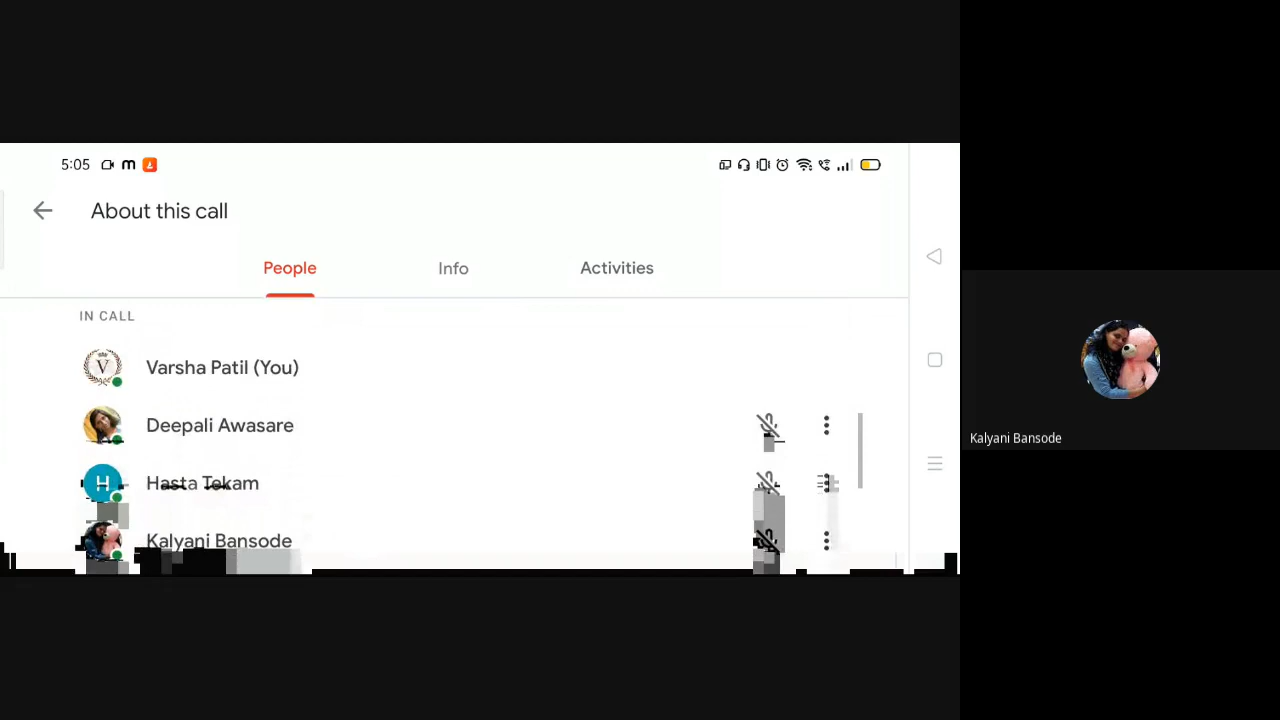 5:05 m
About this call
People Info Activities
IN CALL
V
Varsha Patil (You)
Deepali Awasare
H
Hasta Tekam
Kalyani Bansode
Kalyani Bansode